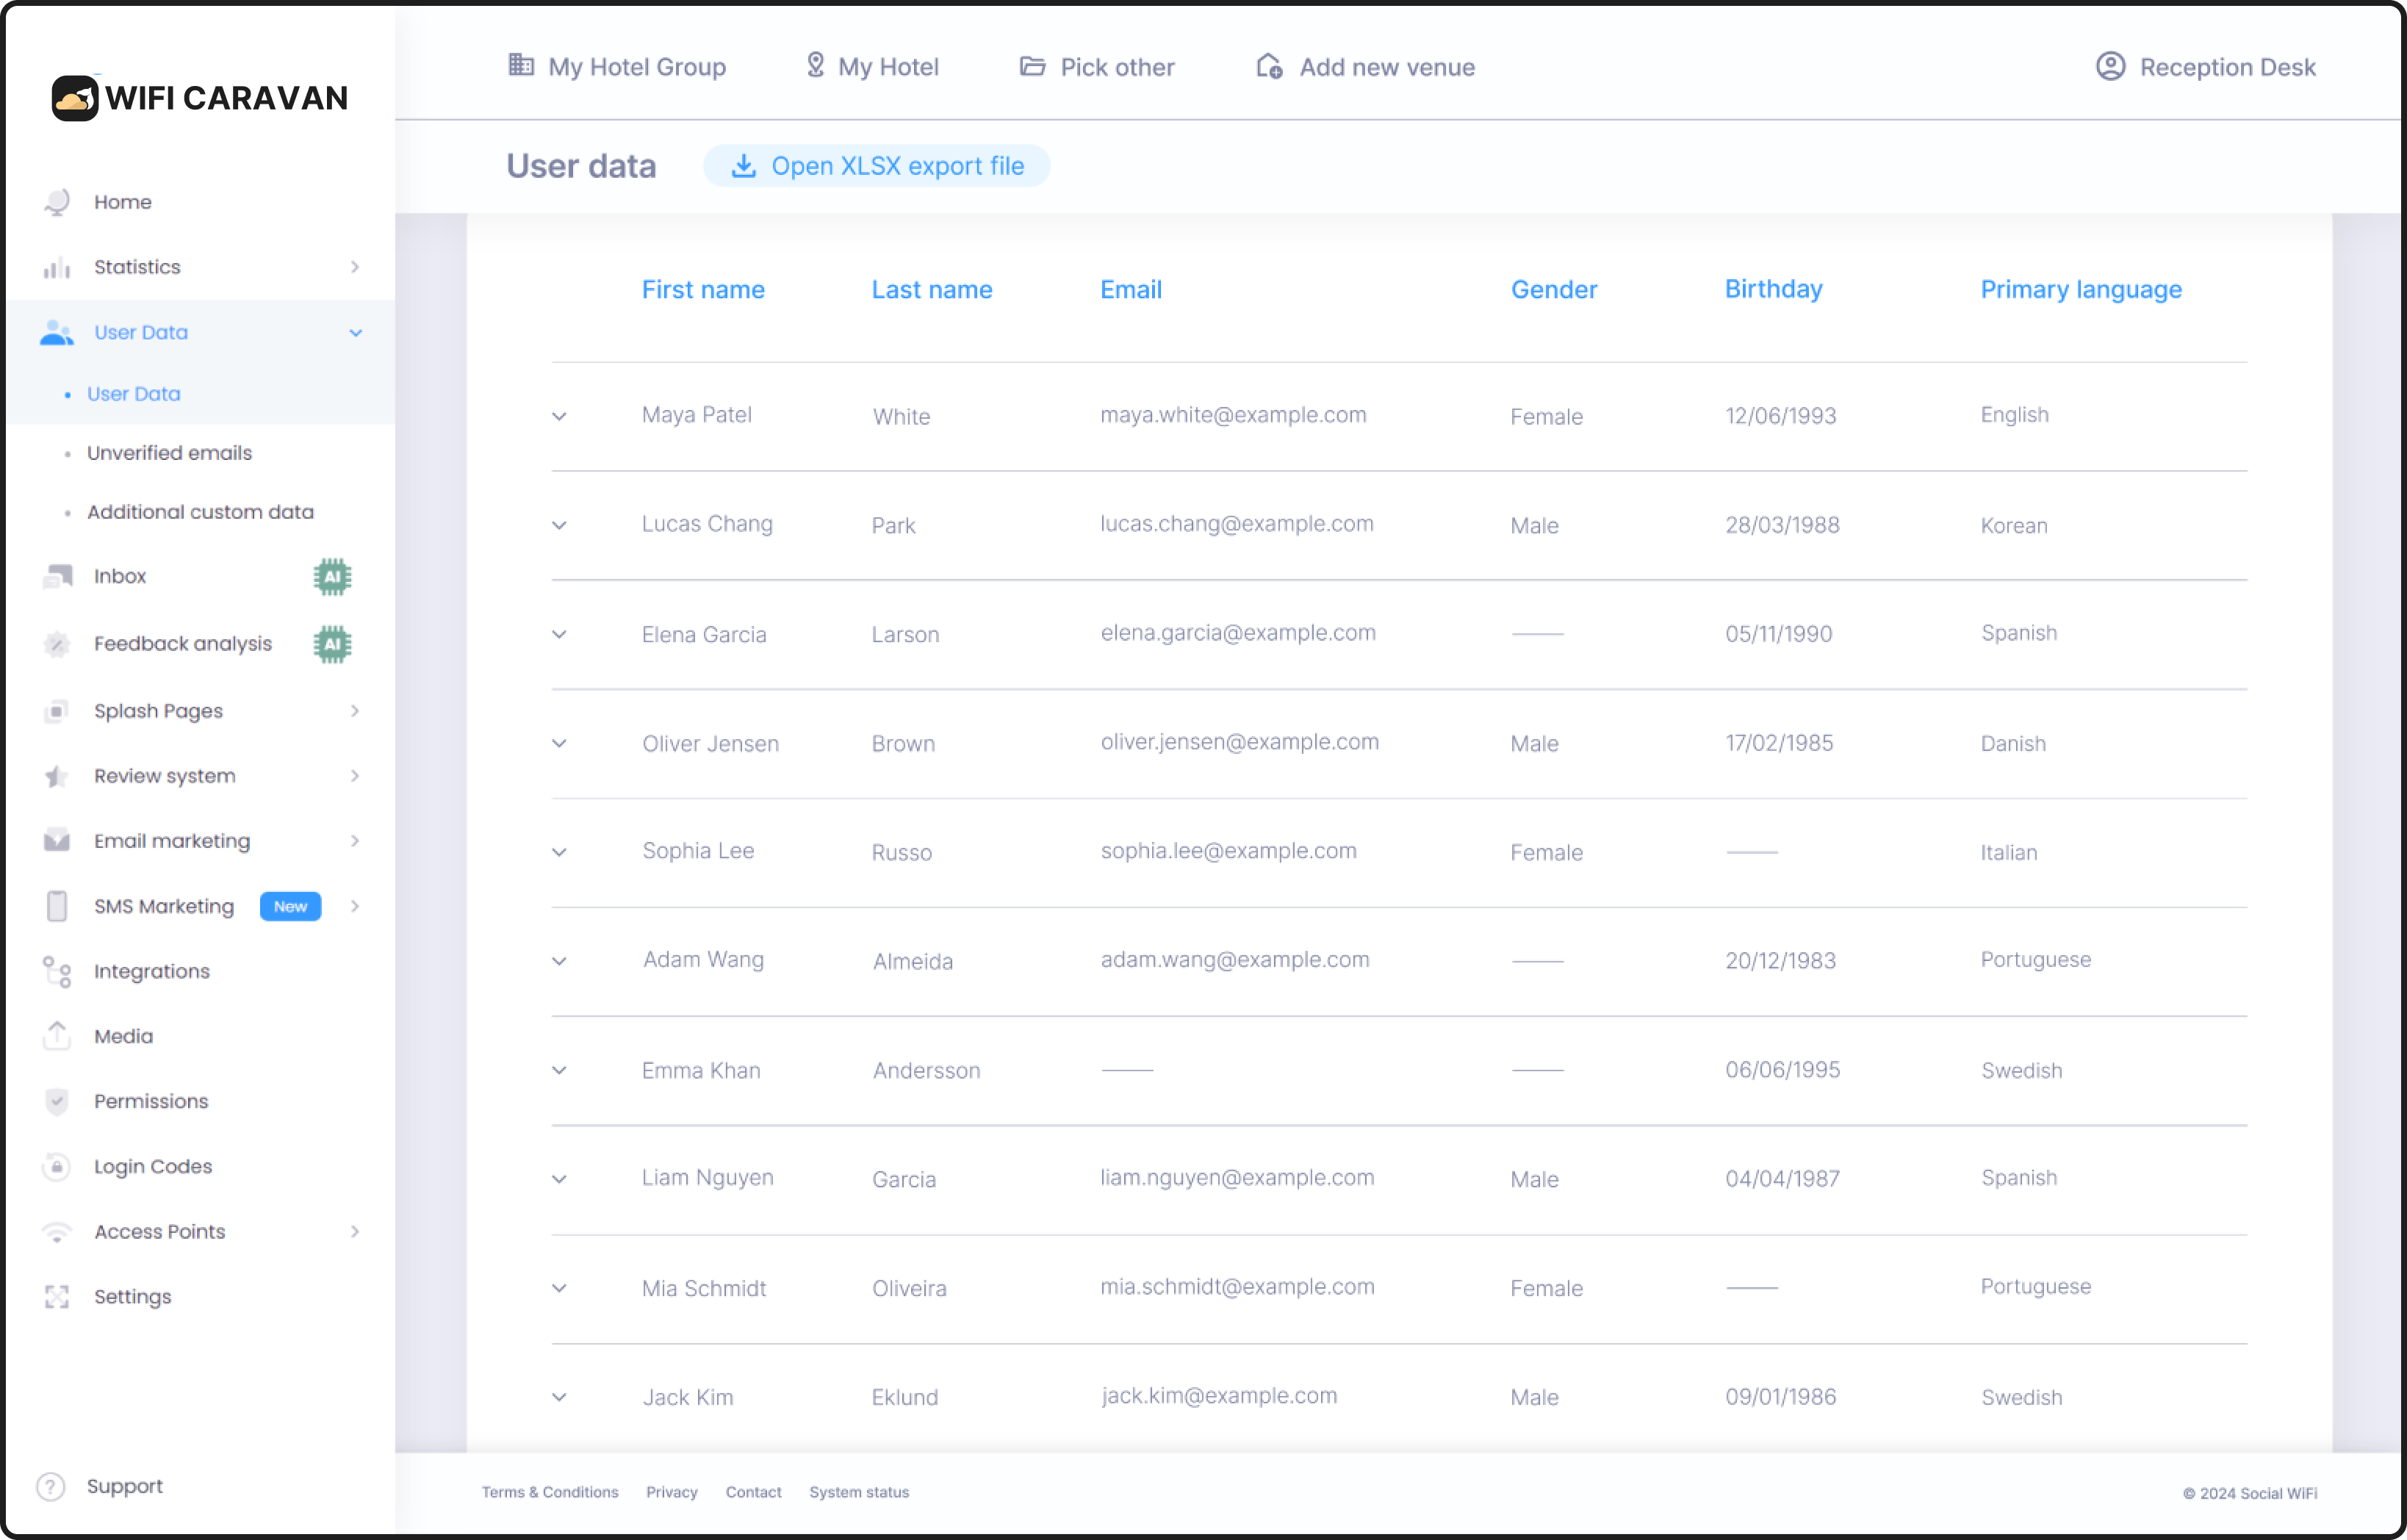 WIFI CARAVAN
My Hotel Group My Hotel Pick other Add new venue Reception Desk
User data Open XLSX export file
Home
Statistics
User Data
User Data
Unverified emails
Additional custom data
Inbox AI
Feedback analysis AI
Splash Pages
Review system
Email marketing
SMS Marketing New
Integrations
Media
Permissions
Login Codes
Access Points
Settings
Support
First name Last name Email Gender Birthday Primary language
Maya Patel White maya.white@example.com Female 12/06/1993 English
Lucas Chang Park lucas.chang@example.com Male 28/03/1988 Korean
Elena Garcia Larson elena.garcia@example.com —— 05/11/1990 Spanish
Oliver Jensen Brown oliver.jensen@example.com Male 17/02/1985 Danish
Sophia Lee Russo sophia.lee@example.com Female —— Italian
Adam Wang Almeida adam.wang@example.com —— 20/12/1983 Portuguese
Emma Khan Andersson —— —— 06/06/1995 Swedish
Liam Nguyen Garcia liam.nguyen@example.com Male 04/04/1987 Spanish
Mia Schmidt Oliveira mia.schmidt@example.com Female —— Portuguese
Jack Kim Eklund jack.kim@example.com Male 09/01/1986 Swedish
Terms & Conditions Privacy Contact System status © 2024 Social WiFi